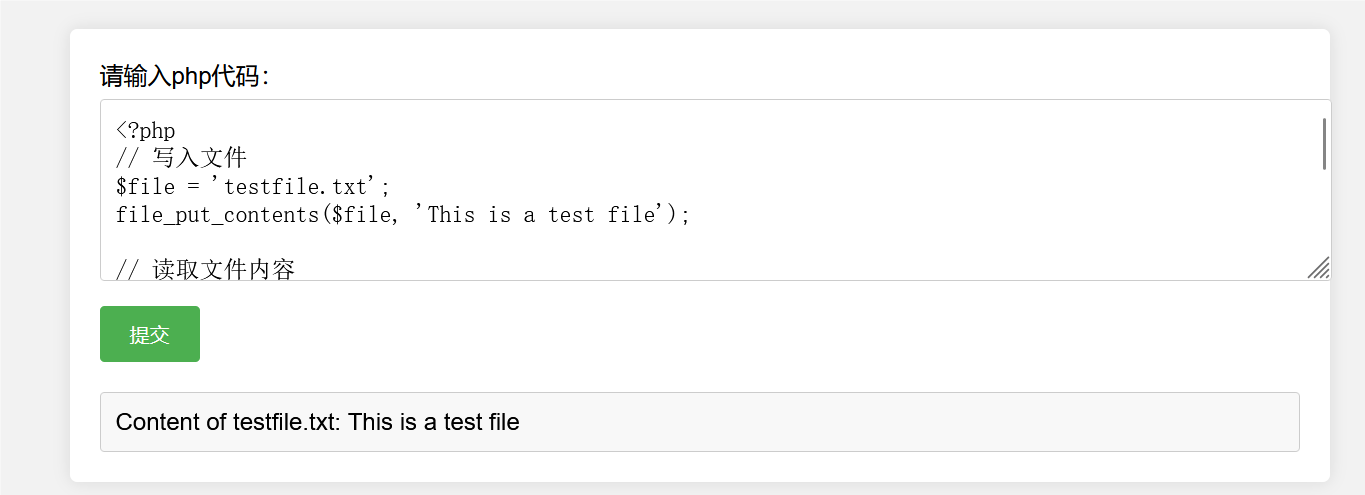 请输入php代码：
<?php
// 写入文件
$file = 'testfile.txt';
file_put_contents($file, 'This is a test file');
// 读取文件内容
提交
Content of testfile.txt: This is a test file